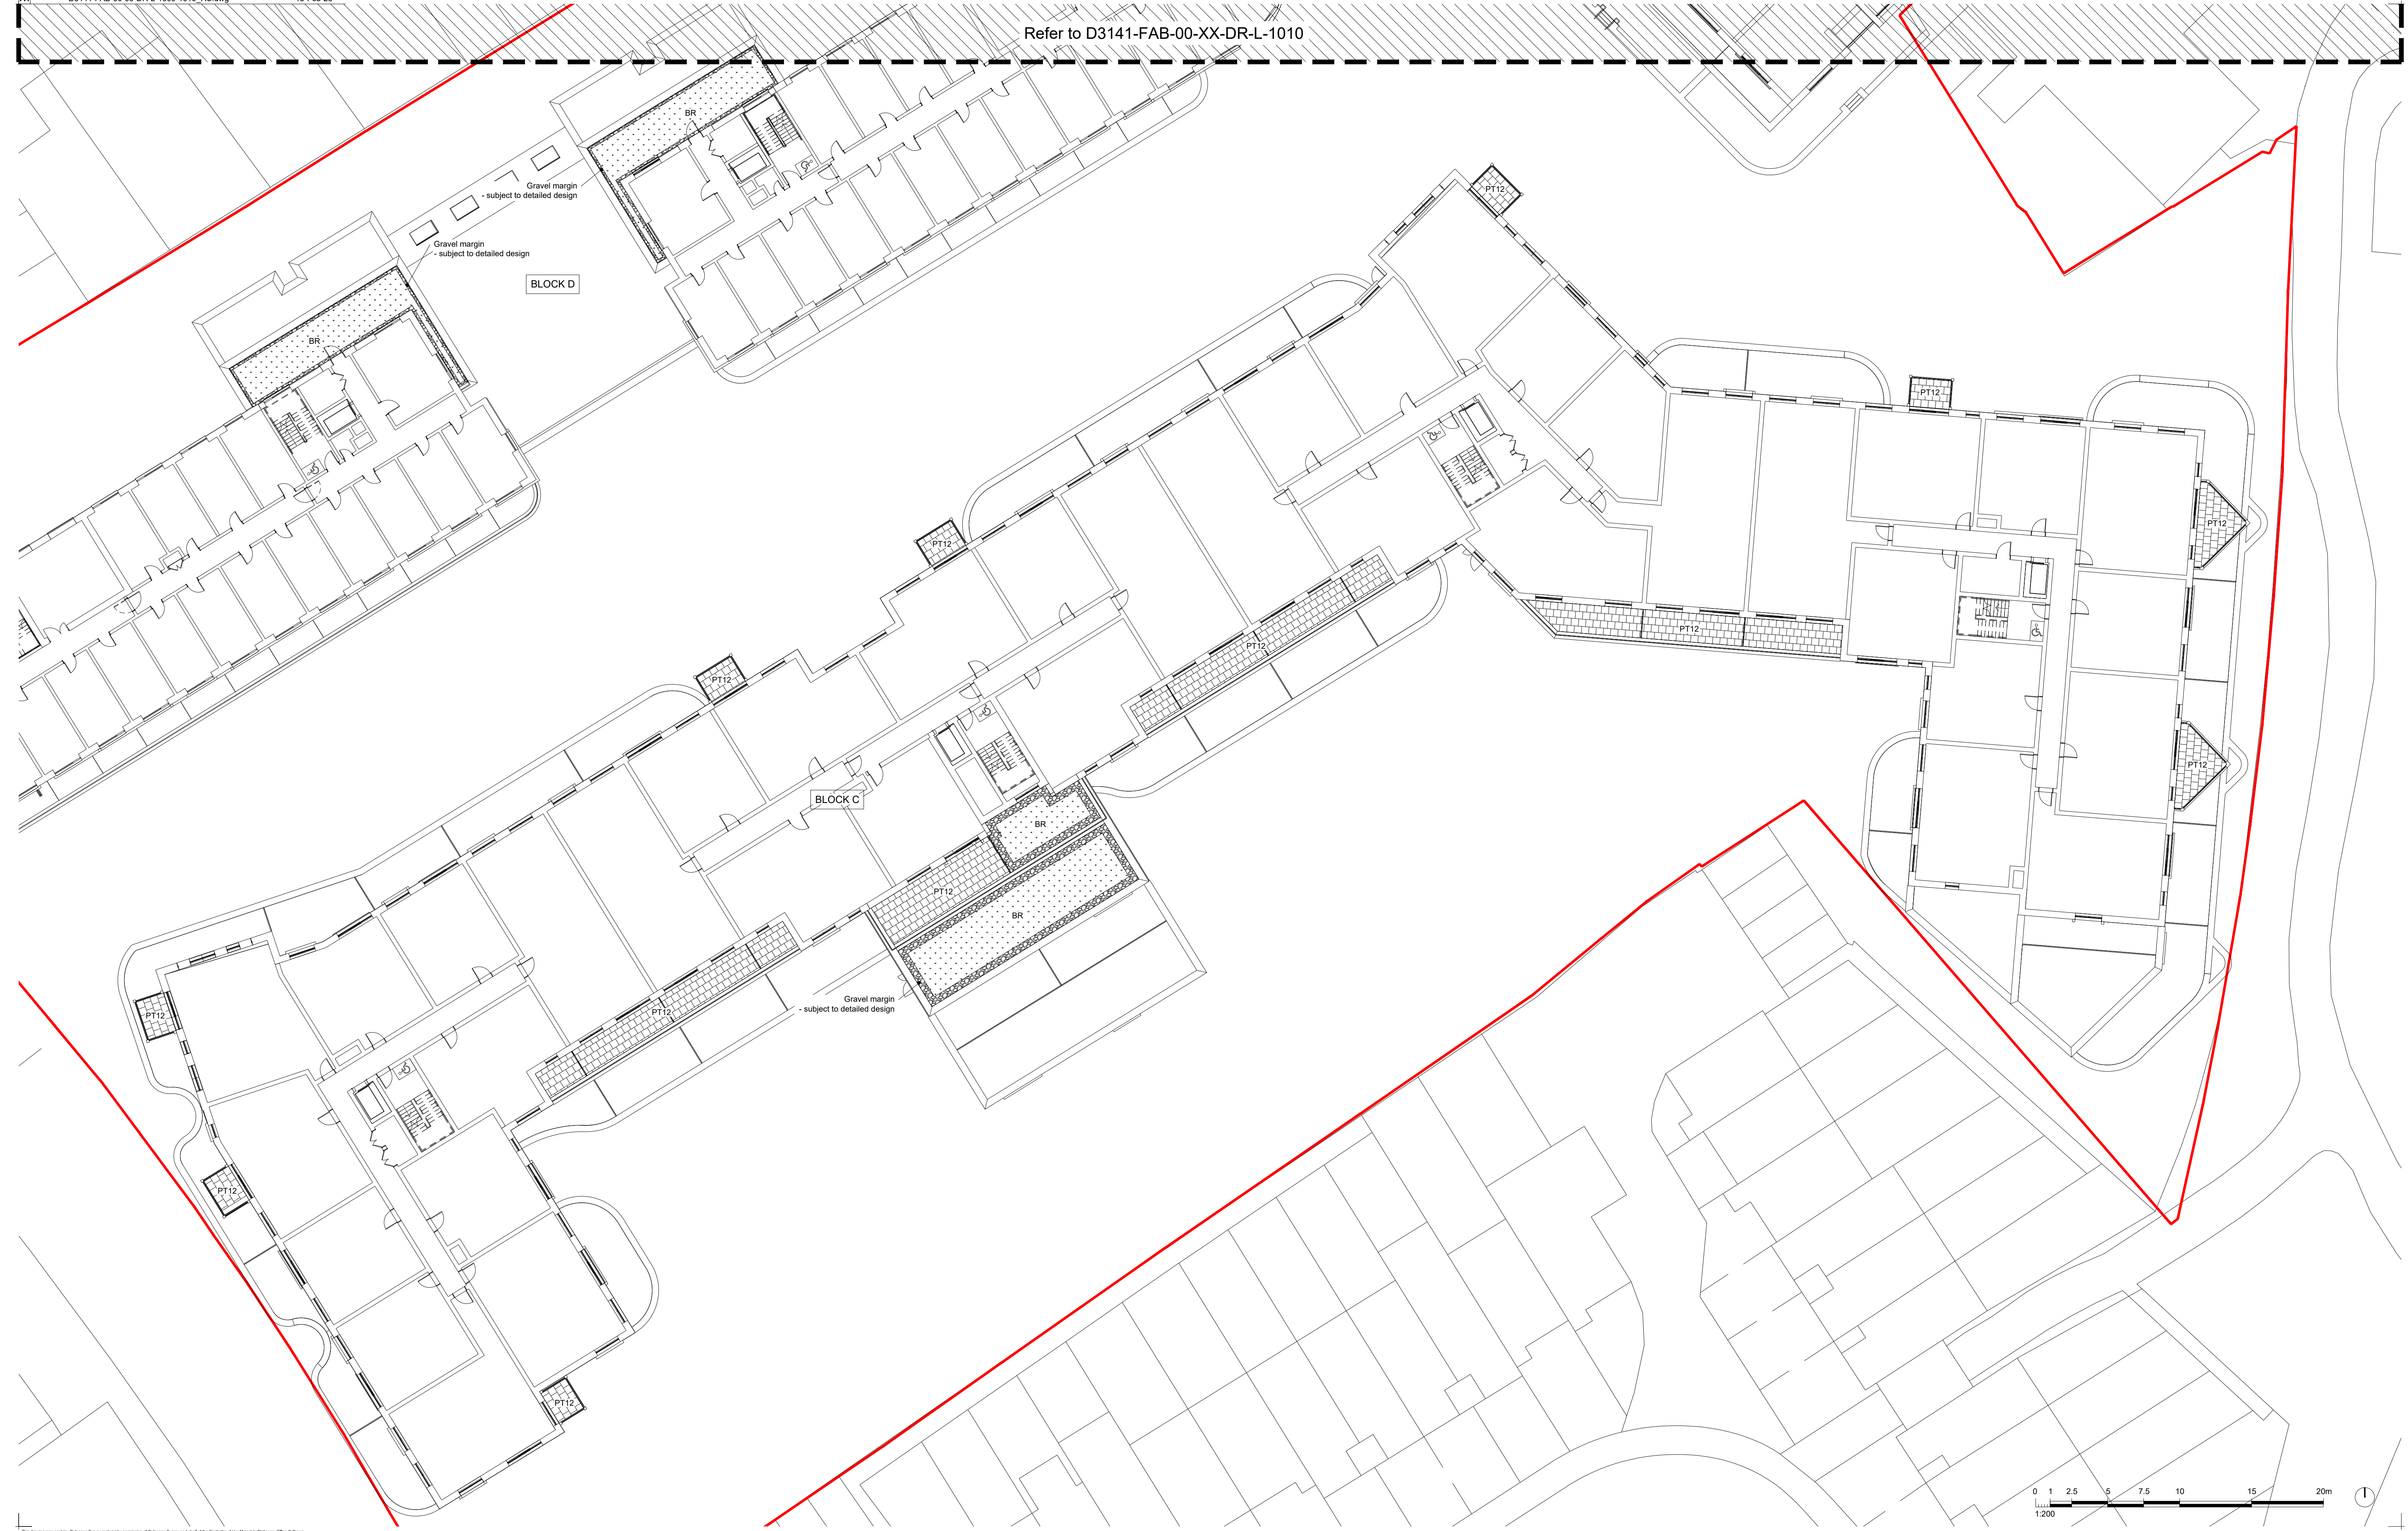 Refer to D3141-FAB-00-XX-DR-L-1010
BR
Gravel margin
- subject to detailed design
Gravel margin
- subject to detailed design
BLOCK D
BR
PT12
PT12
PT12
PT12
PT12
PT12
PT12
PT12
PT12
BLOCK C
BR
PT12
BR
Gravel margin
- subject to detailed design
PT12
PT12
PT12
PT12
0 1 2.5 5 7.5 10 15 20m
1:200